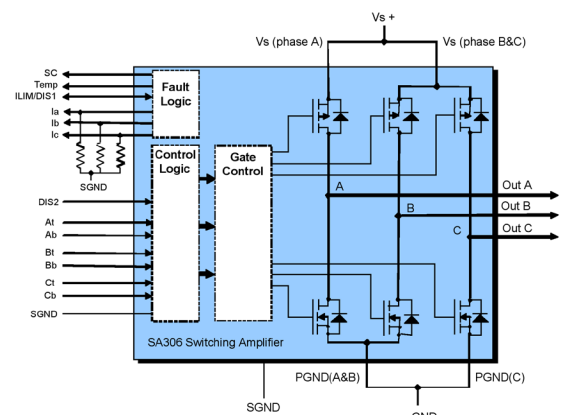 Vs +
Vs (phase A)
Vs (phase B&C)
SC
Temp
ILIM/DIS1
Ia
Ib
Ic
Fault
Logic
SGND
Control
Logic
Gate
Control
DIS2
At
Ab
Bt
Bb
Ct
Cb
SGND
A
B
C
Out A
Out B
Out C
SA306 Switching Amplifier
PGND(A&B)
PGND(C)
SGND
GND